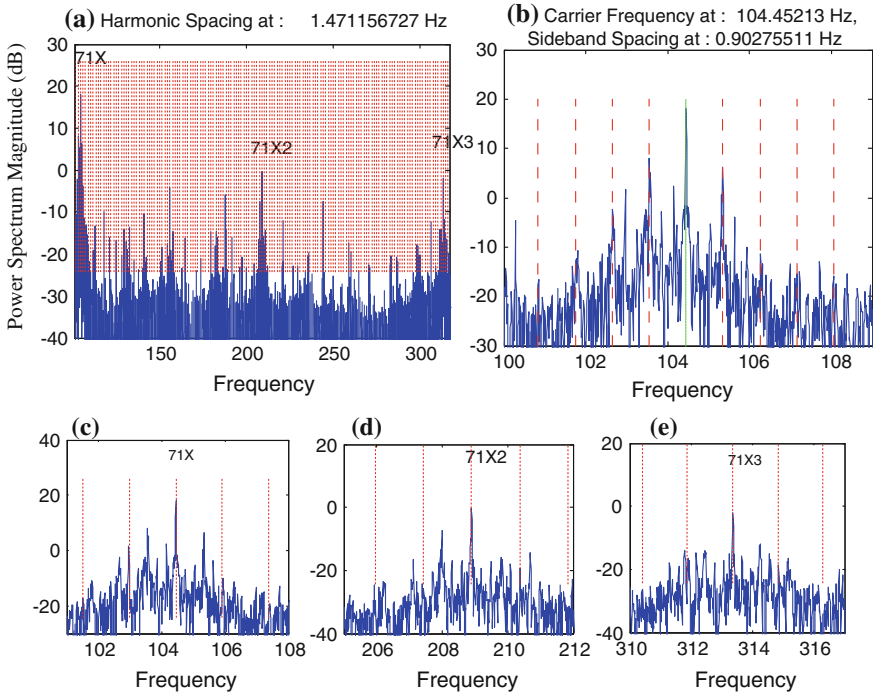 (a) Harmonic Spacing at : 1.471156727 Hz
30
71X
20
10
0
-10
-20
-30
-40
71X2
71X3
150 200 250 300
Power Spectrum Magnitude (dB)
Frequency
(b) Carrier Frequency at : 104.45213 Hz,
Sideband Spacing at : 0.90275511 Hz
30
20
10
0
-10
-20
-30
100 102 104 106 108
Frequency
(c)
40
20
0
-20
71X
102 104 106 108
Frequency
(d)
20
0
-20
-40
71X2
205 206 207 208 209 210 211 212
Frequency
(e)
20
0
-20
-40
71X3
310 312 314 316
Frequency